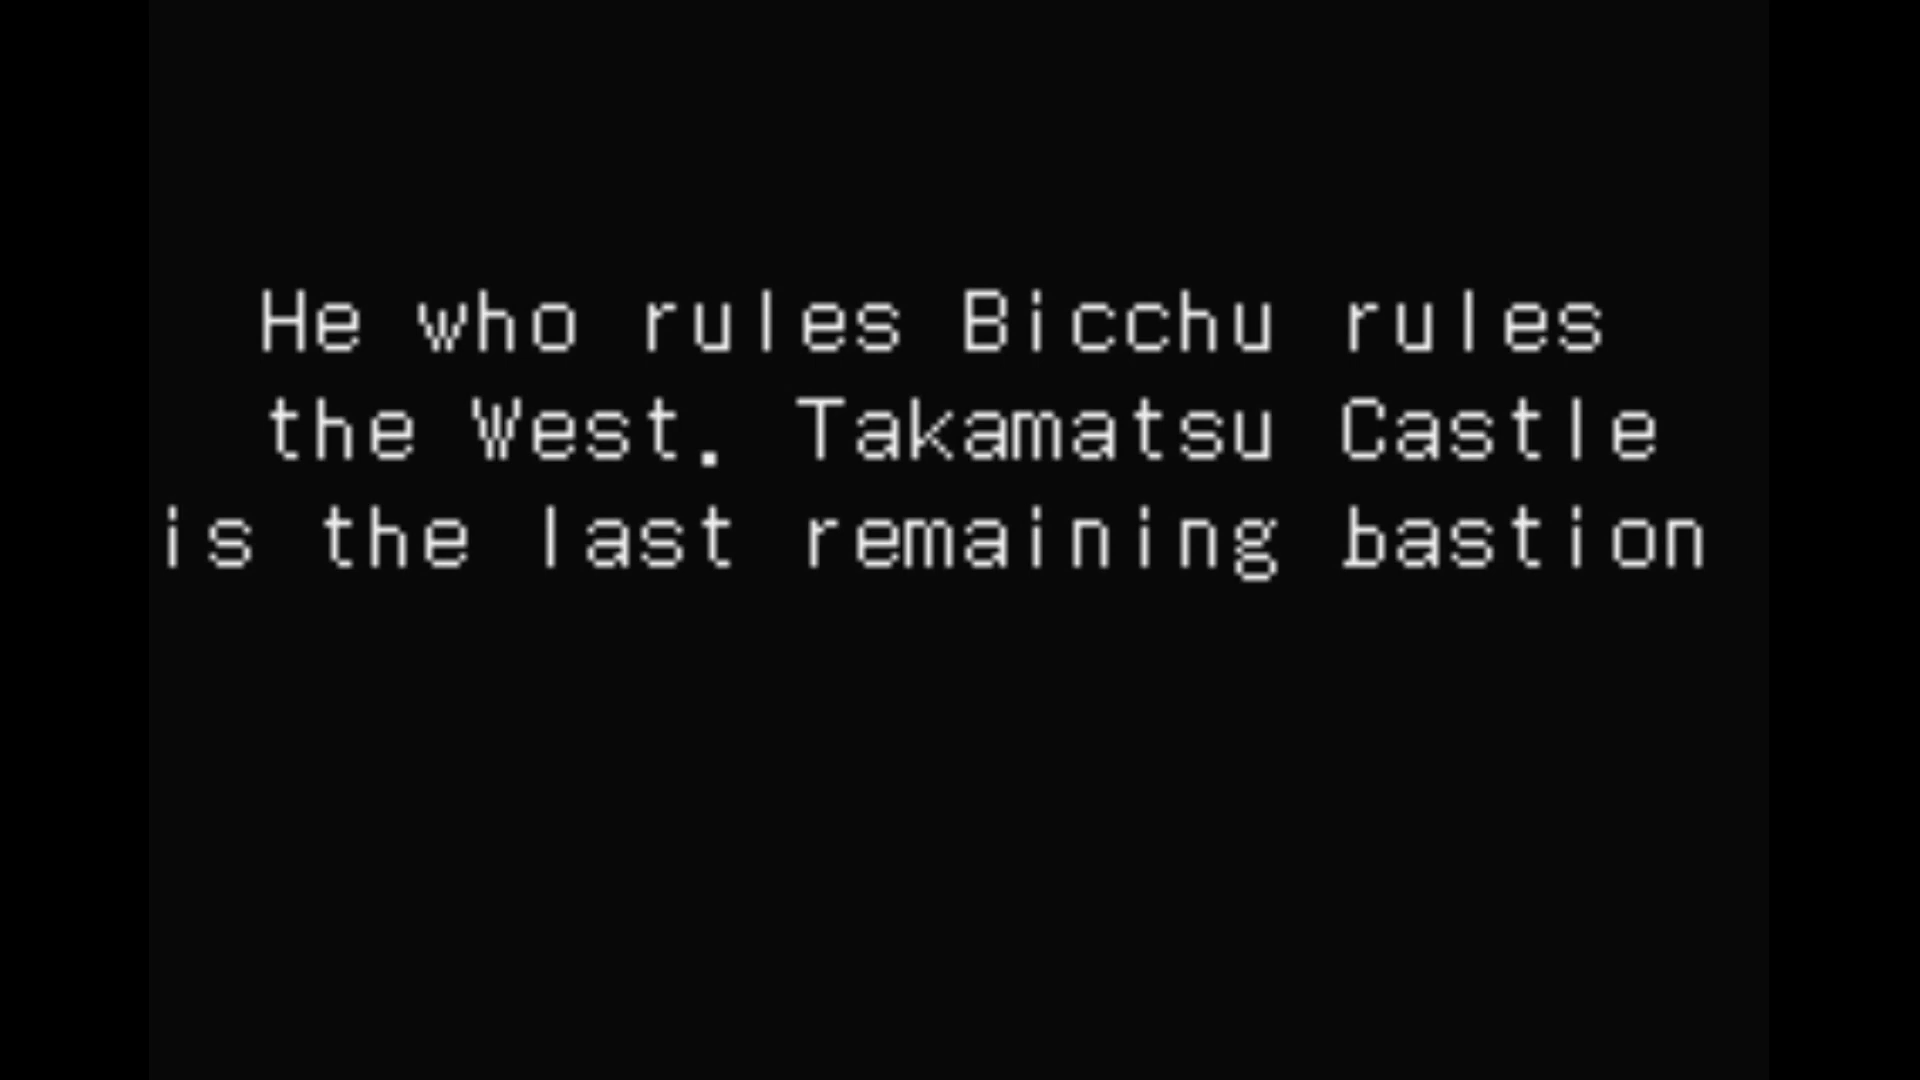 He who rules Bicchu rules
the West. Takamatsu Castle
is the last remaining bastion